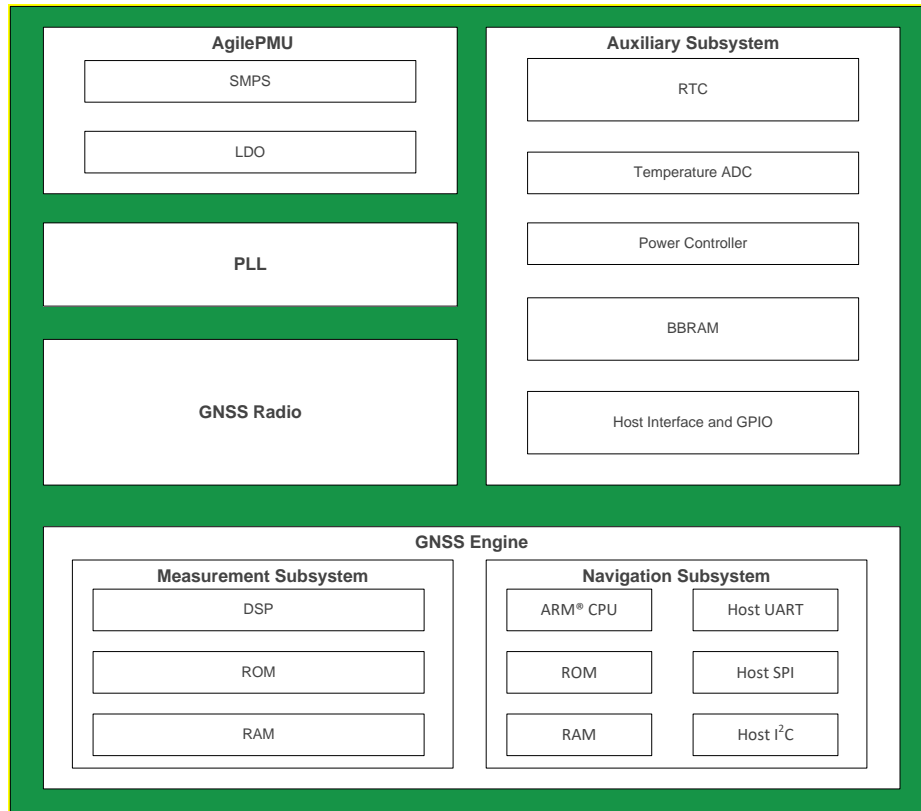 AgilePMU
SMPS
LDO
PLL
GNSS Radio
Auxiliary Subsystem
RTC
Temperature ADC
Power Controller
BBRAM
Host Interface and GPIO
GNSS Engine
Measurement Subsystem
DSP
ROM
RAM
Navigation Subsystem
ARM® CPU
ROM
RAM
Host UART
Host SPI
Host I²C